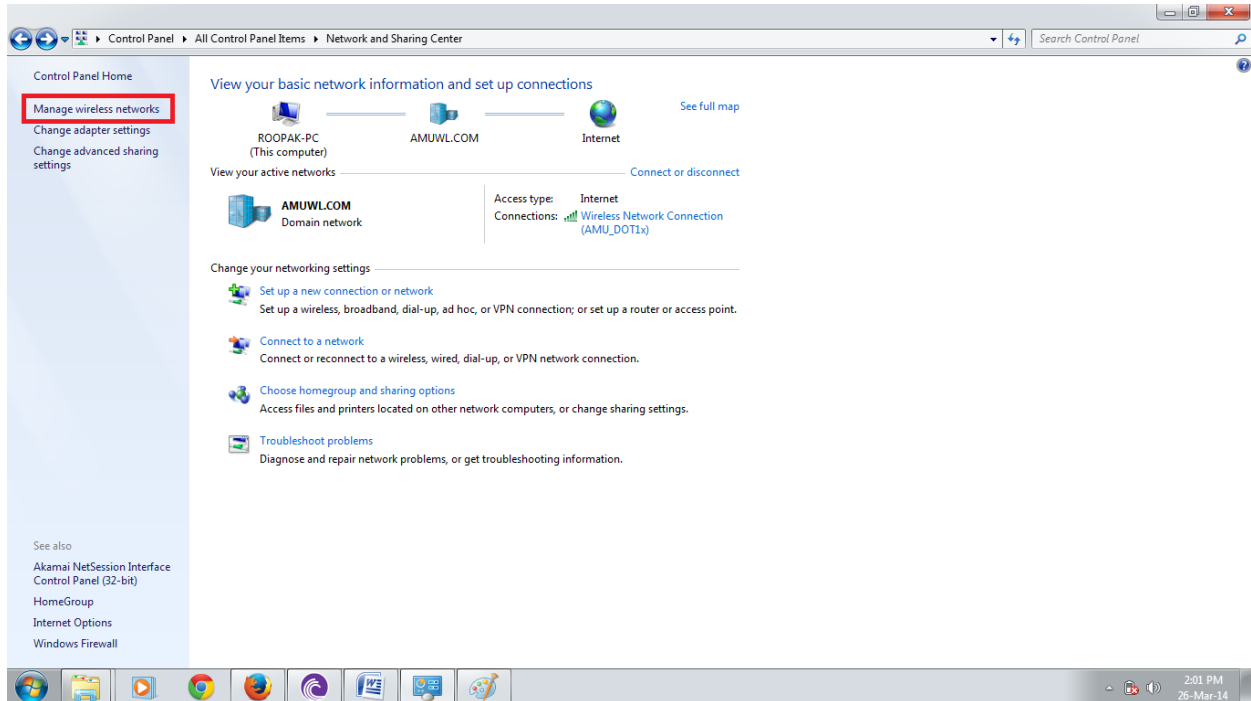 Control Panel
All Control Panel Items
Network and Sharing Center
Search Control Panel
Control Panel Home
Manage wireless networks
Change adapter settings
Change advanced sharing
settings
View your basic network information and set up connections
See full map
ROOPAK-PC
(This computer)
AMUWL.COM
Internet
View your active networks
Connect or disconnect
AMUWL.COM
Domain network
Access type: Internet
Connections: Wireless Network Connection
(AMU_DOT1x)
Change your networking settings
Set up a new connection or network
Set up a wireless, broadband, dial-up, ad hoc, or VPN connection; or set up a router or access point.
Connect to a network
Connect or reconnect to a wireless, wired, dial-up, or VPN network connection.
Choose homegroup and sharing options
Access files and printers located on other network computers, or change sharing settings.
Troubleshoot problems
Diagnose and repair network problems, or get troubleshooting information.
See also
Akamai NetSession Interface
Control Panel (32-bit)
HomeGroup
Internet Options
Windows Firewall
2:01 PM
26-Mar-14